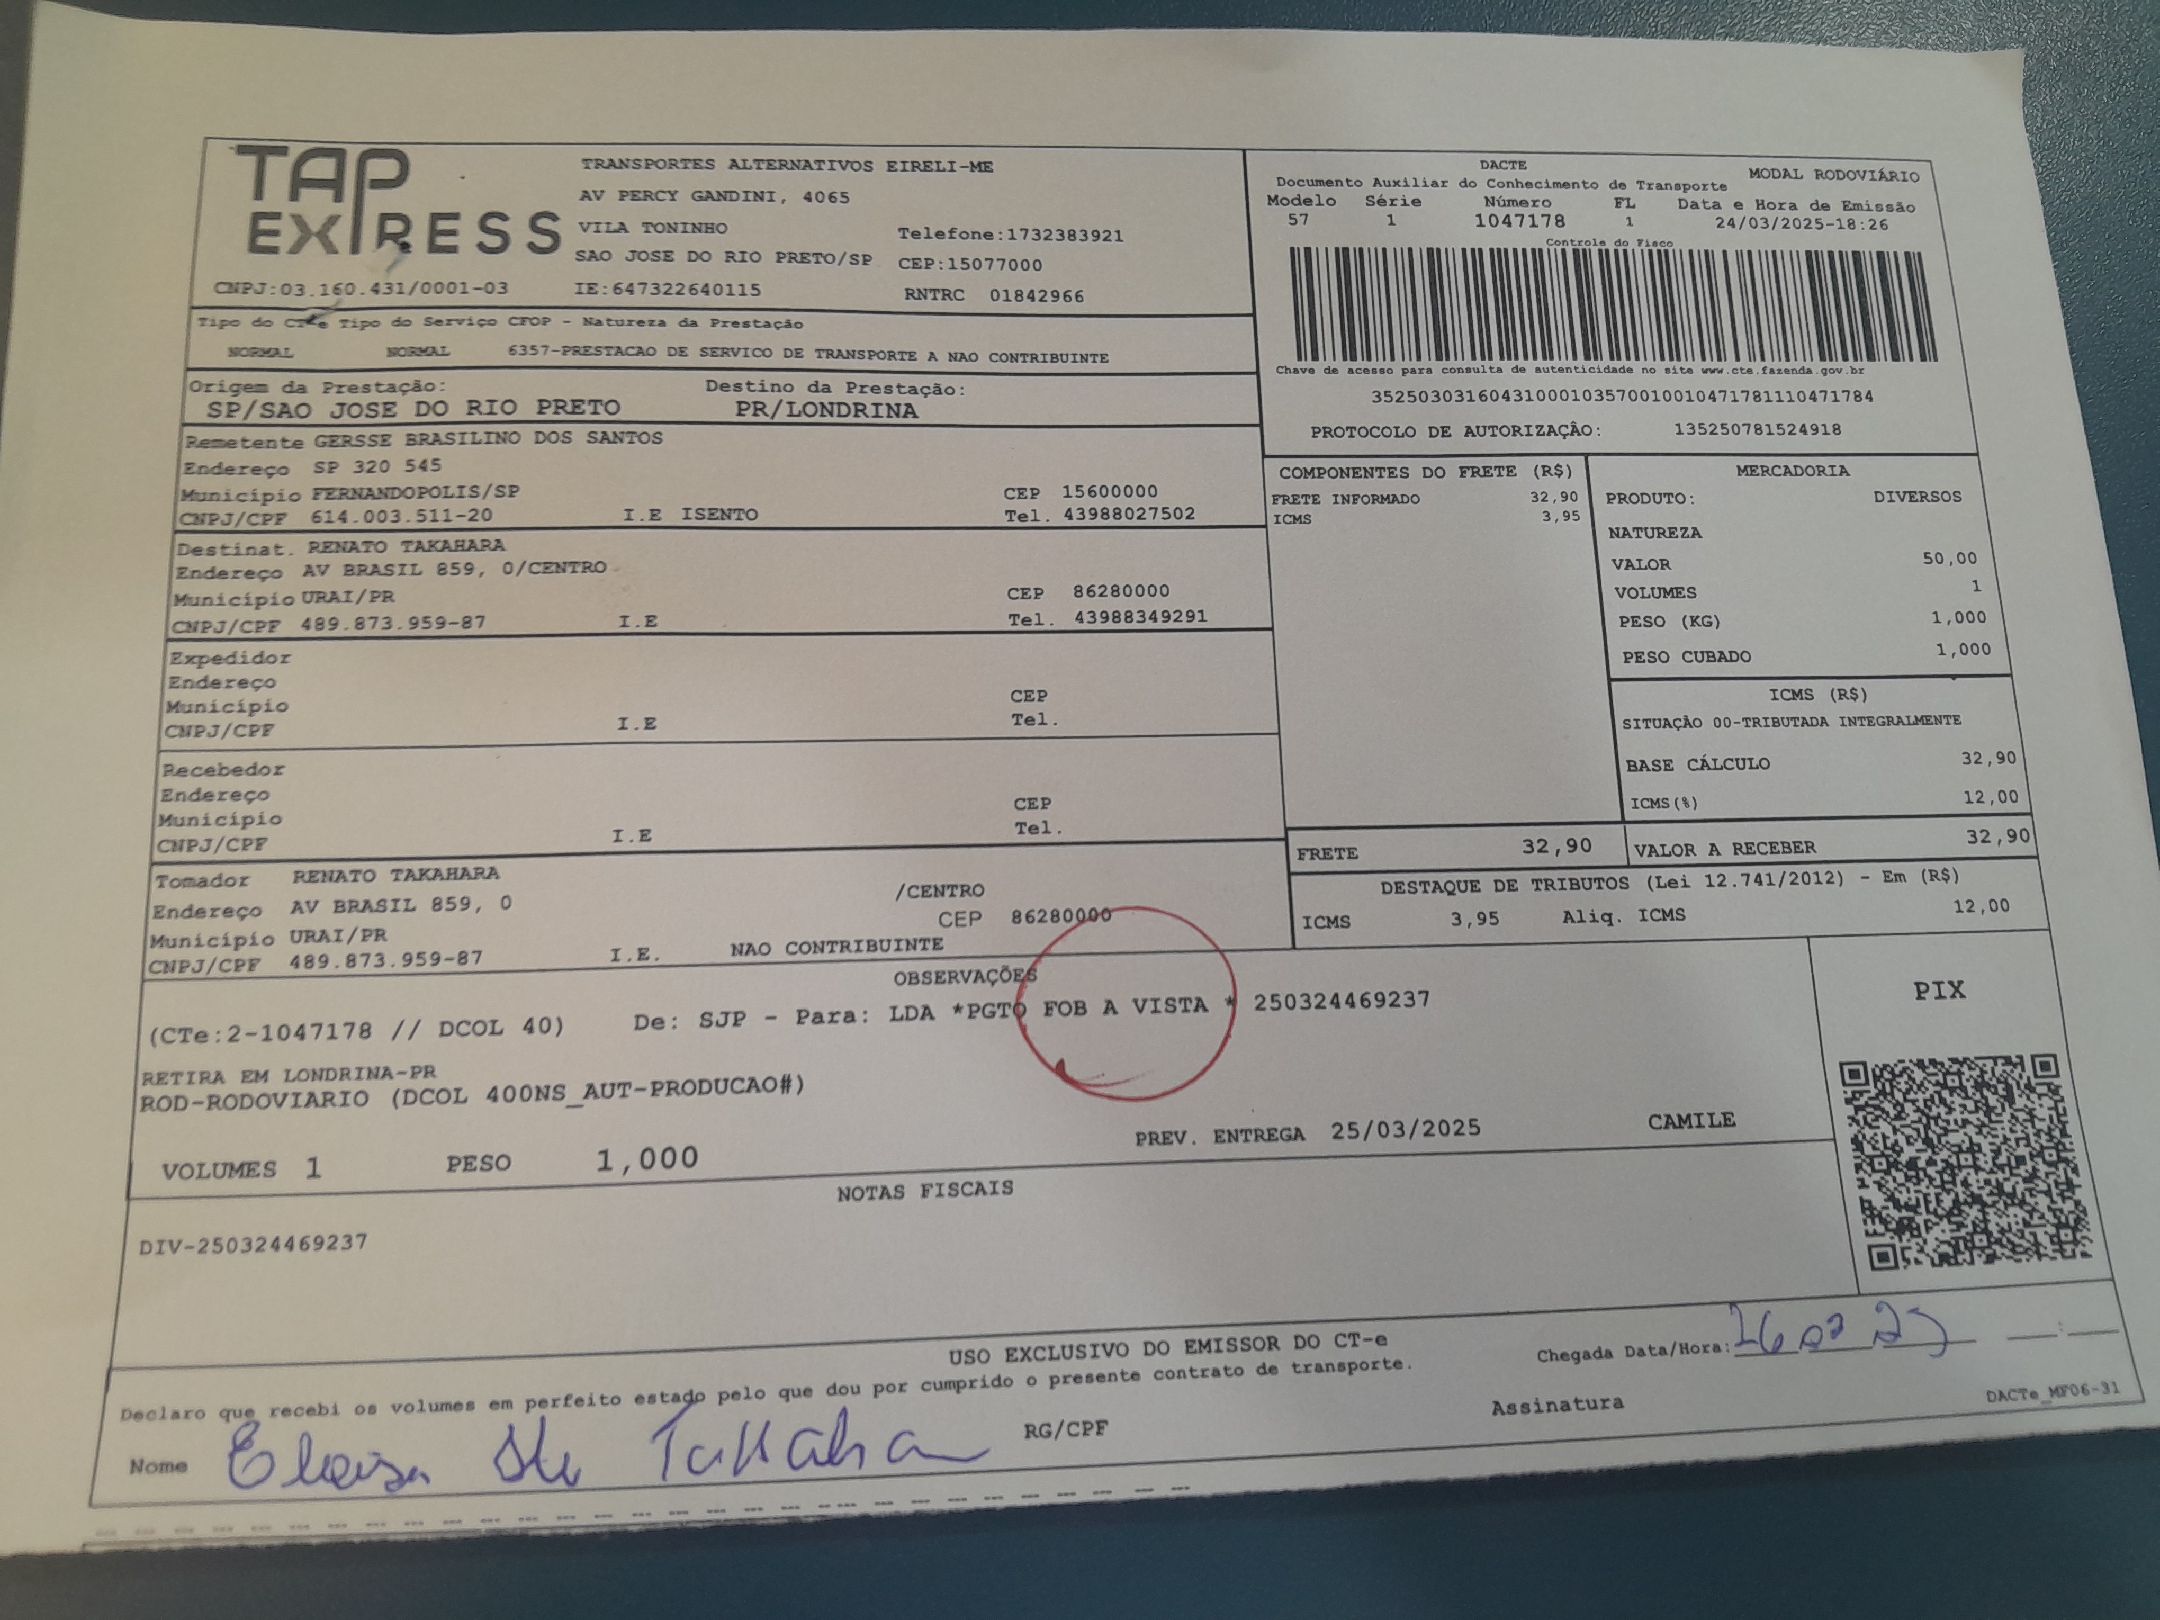 TAP EXPRESS
TRANSPORTES ALTERNATIVOS EIRELI-ME
AV PERCY GANDINI, 4065
VILA TONINHO
Telefone:1732383921
SAO JOSE DO RIO PRETO/SP CEP:15077000
CNPJ:03.160.431/0001-03 IE:647322640115 RNTRC 01842966
DACTE
MODAL RODOVIÁRIO
Documento Auxiliar do Conhecimento de Transporte
Modelo Série Número FL Data e Hora de Emissão
57 1 1047178 1 24/03/2025-18:26
Controle do Fisco
Chave de acesso para consulta de autenticidade no site www.cte.fazenda.gov.br
35250303160431000103570010010471781110471784
PROTOCOLO DE AUTORIZAÇÃO: 135250781524918
Tipo do CT-e Tipo do Serviço CFOP - Natureza da Prestação
NORMAL NORMAL 6357-PRESTACAO DE SERVICO DE TRANSPORTE A NAO CONTRIBUINTE
Origem da Prestação: Destino da Prestação:
SP/SAO JOSE DO RIO PRETO PR/LONDRINA
Remetente GERSSE BRASILINO DOS SANTOS
Endereço SP 320 545
Município FERNANDOPOLIS/SP CEP 15600000
CNPJ/CPF 614.003.511-20 I.E ISENTO Tel. 43988027502
Destinat. RENATO TAKAHARA
Endereço AV BRASIL 859, 0/CENTRO
Município URAI/PR CEP 86280000
CNPJ/CPF 489.873.959-87 I.E Tel. 43988349291
Expedidor
Endereço
Município CEP
CNPJ/CPF I.E Tel.
Recebedor
Endereço
Município CEP
CNPJ/CPF I.E Tel.
Tomador RENATO TAKAHARA
Endereço AV BRASIL 859, 0 /CENTRO
CEP 86280000
Município URAI/PR
CNPJ/CPF 489.873.959-87 I.E. NAO CONTRIBUINTE
COMPONENTES DO FRETE (R$)
FRETE INFORMADO 32,90
ICMS 3,95
MERCADORIA
PRODUTO: DIVERSOS
NATUREZA
VALOR 50,00
VOLUMES 1
PESO (KG) 1,000
PESO CUBADO 1,000
ICMS (R$)
SITUAÇÃO 00-TRIBUTADA INTEGRALMENTE
BASE CÁLCULO 32,90
ICMS(%) 12,00
FRETE 32,90 VALOR A RECEBER 32,90
DESTAQUE DE TRIBUTOS (Lei 12.741/2012) - Em (R$)
ICMS 3,95 Aliq. ICMS 12,00
OBSERVAÇÕES
(CTe:2-1047178 // DCOL 40) De: SJP - Para: LDA *PGTO FOB A VISTA * 250324469237
RETIRA EM LONDRINA-PR
ROD-RODOVIARIO (DCOL 400NS_AUT-PRODUCAO#)
PREV. ENTREGA 25/03/2025 CAMILE
VOLUMES 1 PESO 1,000
PIX
NOTAS FISCAIS
DIV-250324469237
USO EXCLUSIVO DO EMISSOR DO CT-e
Declaro que recebi os volumes em perfeito estado pelo que dou por cumprido o presente contrato de transporte.
Chegada Data/Hora:
Nome RG/CPF Assinatura
DACTe_MF06-31